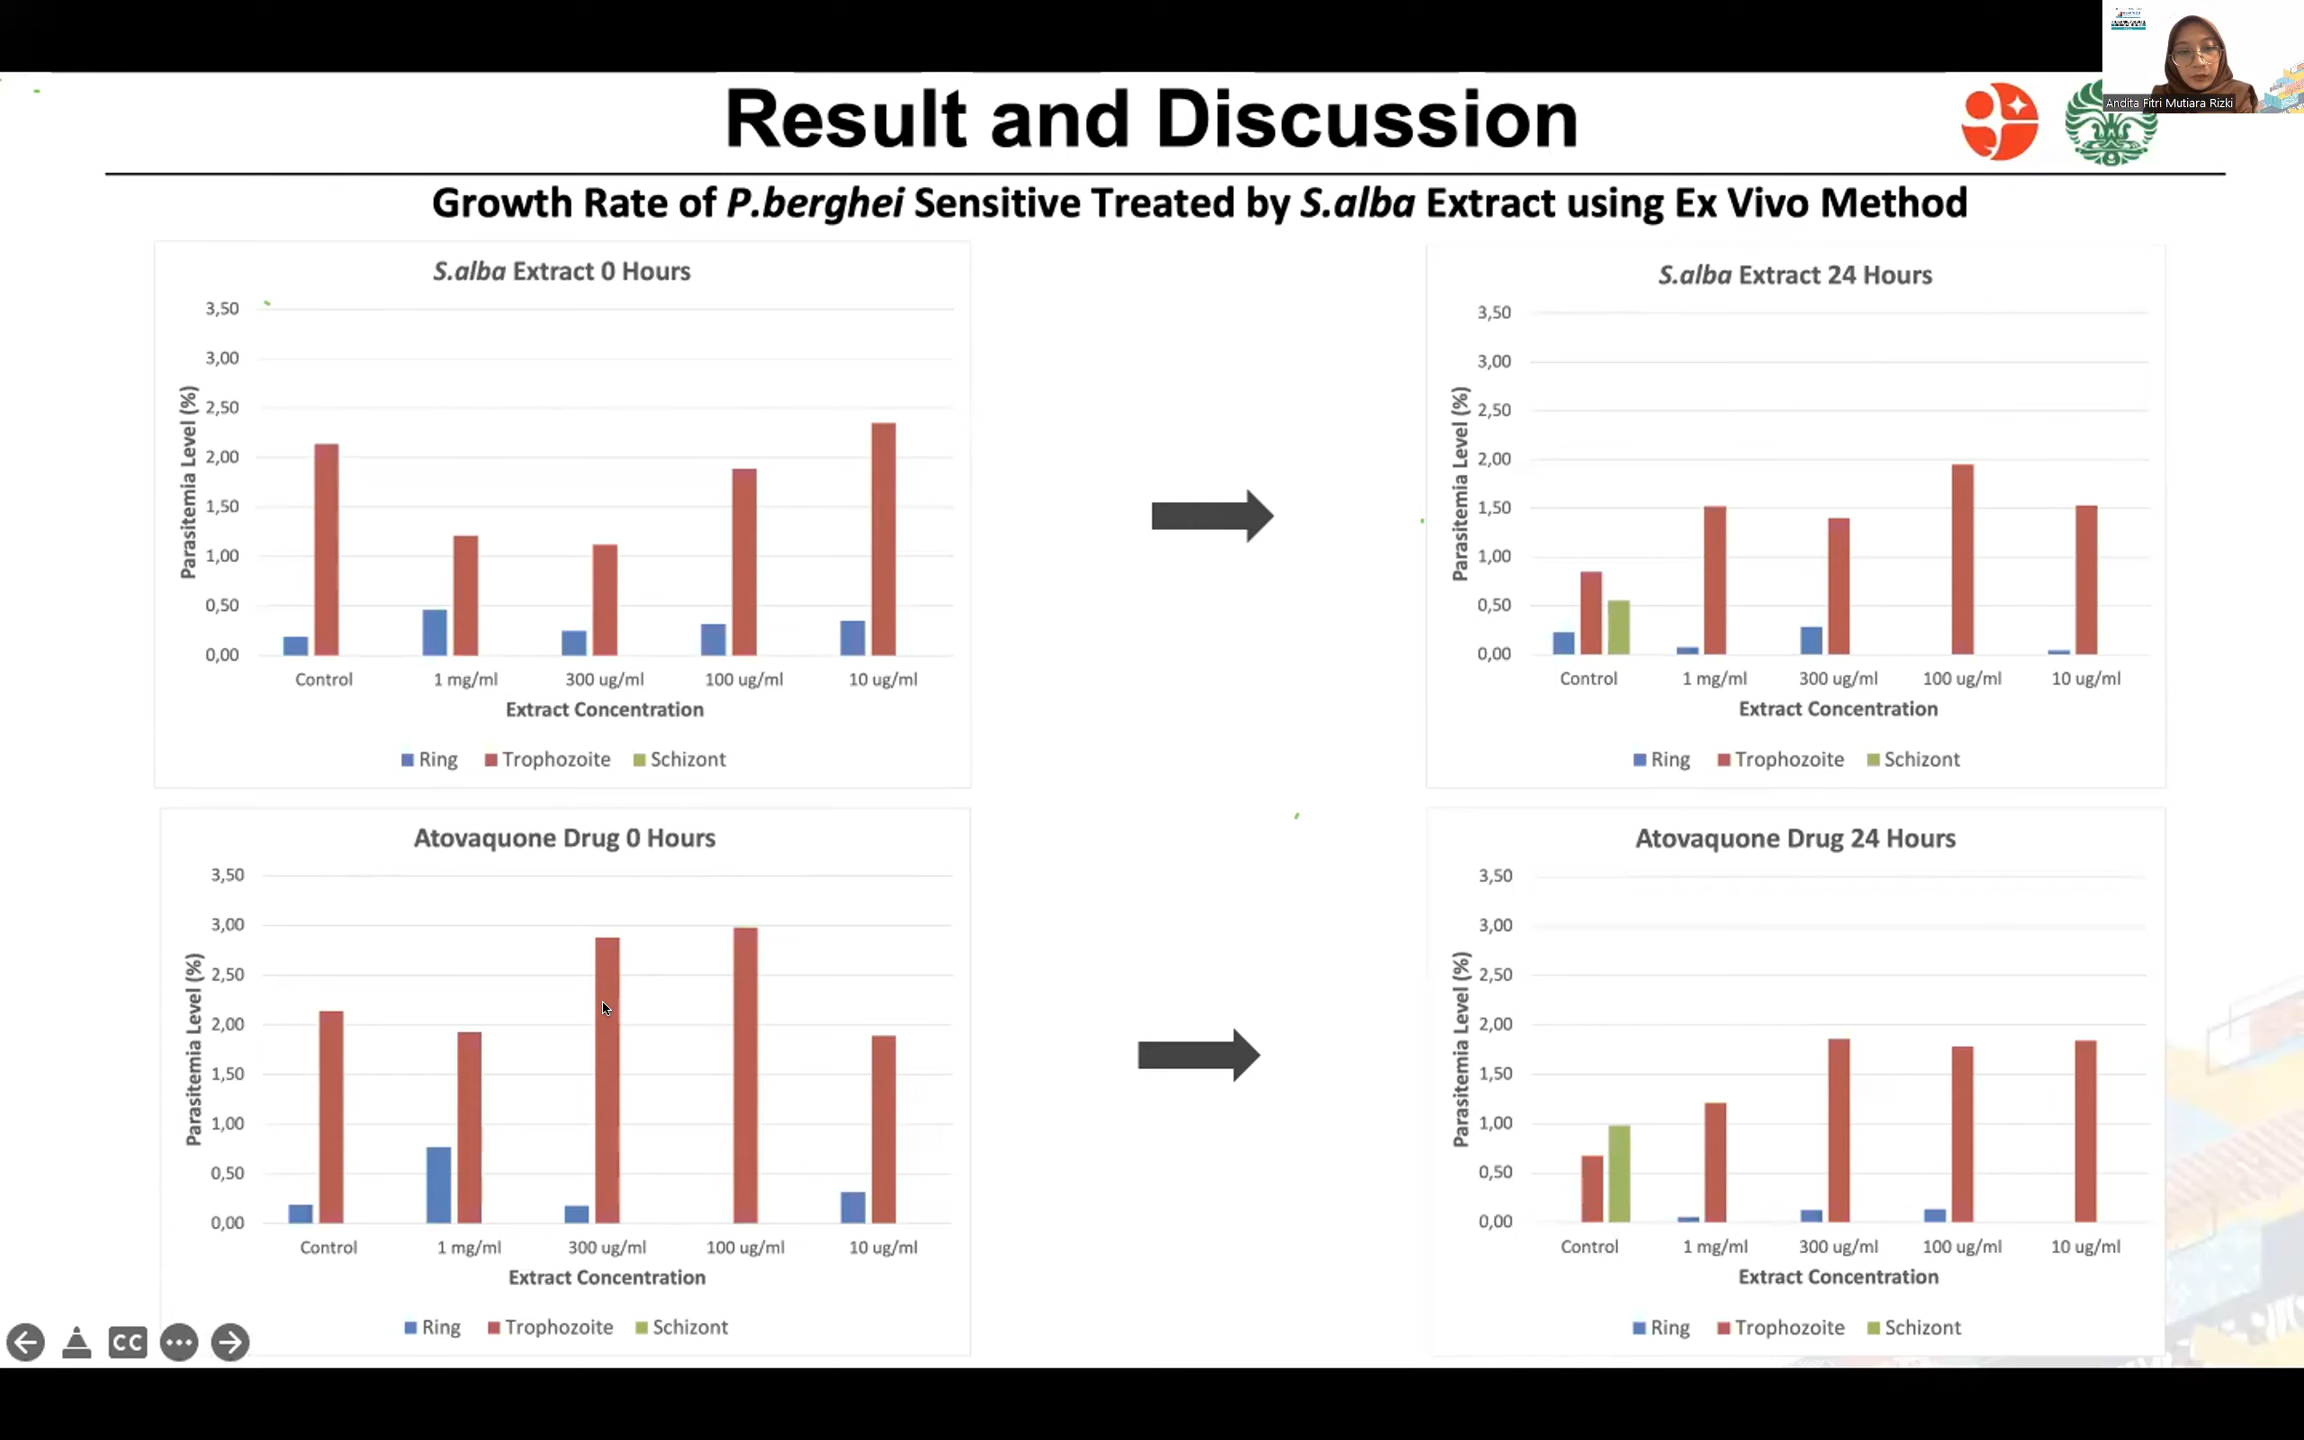 Result and Discussion
Andita Fitri Mutiara Rizki
Growth Rate of P.berghei Sensitive Treated by S.alba Extract using Ex Vivo Method
S.alba Extract 0 Hours
3,50
3,00
2,50
2,00
1,50
1,00
0,50
0,00
Parasitemia Level (%)
Control 1 mg/ml 300 ug/ml 100 ug/ml 10 ug/ml
Extract Concentration
Ring Trophozoite Schizont
S.alba Extract 24 Hours
3,50
3,00
2,50
2,00
1,50
1,00
0,50
0,00
Parasitemia Level (%)
Control 1 mg/ml 300 ug/ml 100 ug/ml 10 ug/ml
Extract Concentration
Ring Trophozoite Schizont
Atovaquone Drug 0 Hours
3,50
3,00
2,50
2,00
1,50
1,00
0,50
0,00
Parasitemia Level (%)
Control 1 mg/ml 300 ug/ml 100 ug/ml 10 ug/ml
Extract Concentration
Ring Trophozoite Schizont
Atovaquone Drug 24 Hours
3,50
3,00
2,50
2,00
1,50
1,00
0,50
0,00
Parasitemia Level (%)
Control 1 mg/ml 300 ug/ml 100 ug/ml 10 ug/ml
Extract Concentration
Ring Trophozoite Schizont
CC